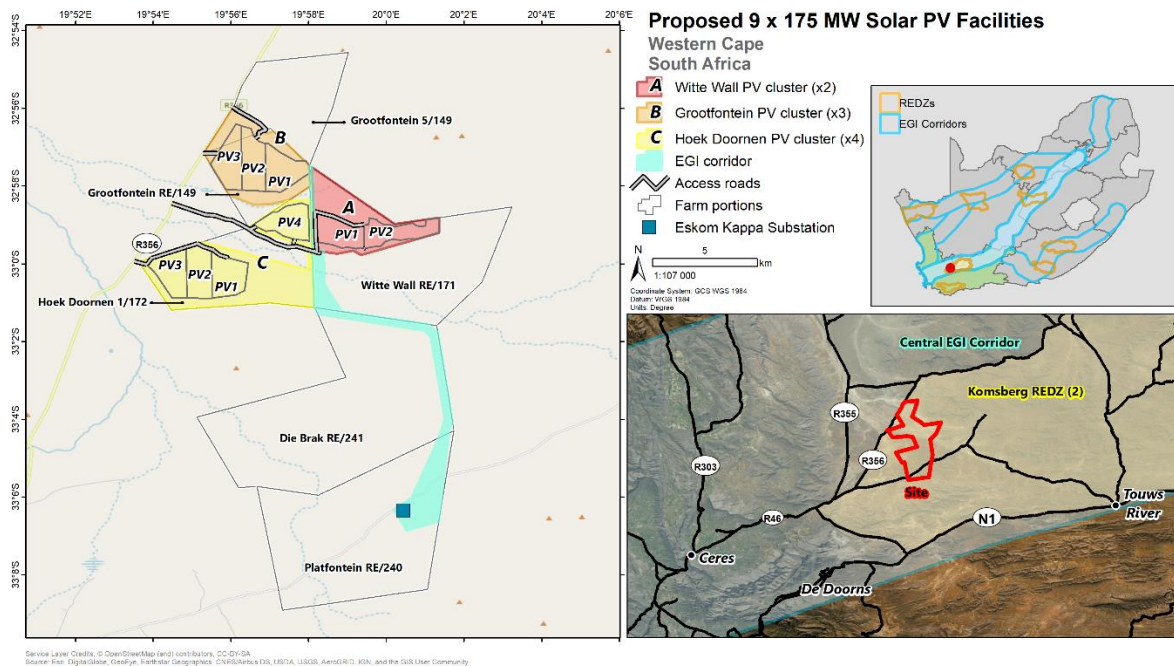 19°52'E 19°54'E 19°56'E 19°58'E 20°0'E 20°2'E 20°4'E 20°6'E
32°54'S
32°56'S
32°58'S
33°0'S
33°2'S
33°4'S
33°6'S
33°8'S
Grootfontein 5/149
B
PV3
PV2
PV1
Grootfontein RE/149
A
PV4
PV1
PV2
R356
C
PV3
PV2
PV1
Witte Wall RE/171
Hoek Doornen 1/172
Die Brak RE/241
Platfontein RE/240
Proposed 9 x 175 MW Solar PV Facilities
Western Cape
South Africa
A Witte Wall PV cluster (x2)
B Grootfontein PV cluster (x3)
C Hoek Doornen PV cluster (x4)
EGI corridor
Access roads
Farm portions
Eskom Kappa Substation
N
5
km
1:107 000
Coordinate System: GCS WGS 1984
Datum: WGS 1984
Units: Degree
REDZs
EGI Corridors
Central EGI Corridor
Komsberg REDZ (2)
R355
R303
R356
Site
R46
N1
Touws
River
Ceres
De Doorns
Service Layer Credits: © OpenStreetMap (and) contributors, CC-BY-SA
Source: Esri, DigitalGlobe, GeoEye, Earthstar Geographics, CNES/Airbus DS, USDA, USGS, AeroGRID, IGN, and the GIS User Community